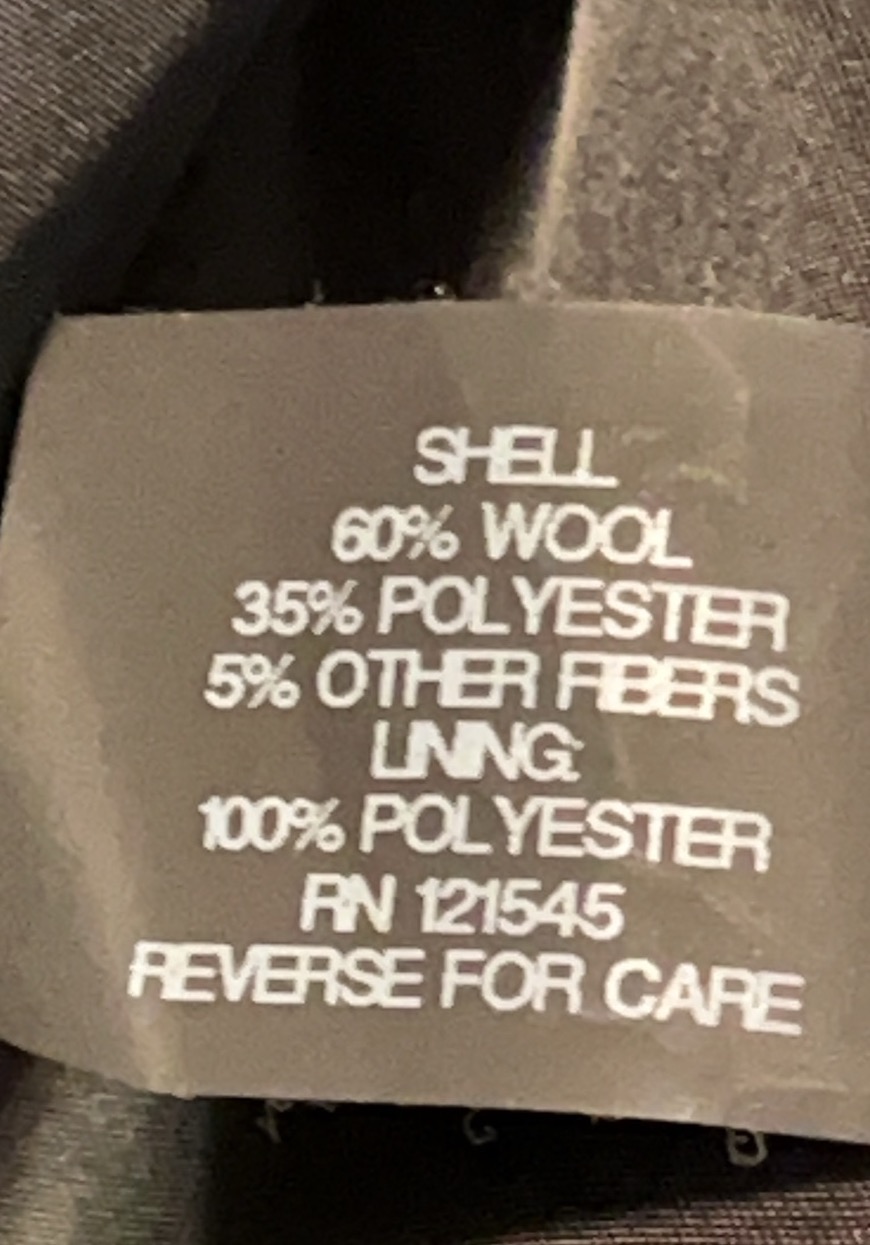 SHELL
60% WOOL
35% POLYESTER
5% OTHER FIBERS
LINING:
100% POLYESTER
RN 121545
REVERSE FOR CARE